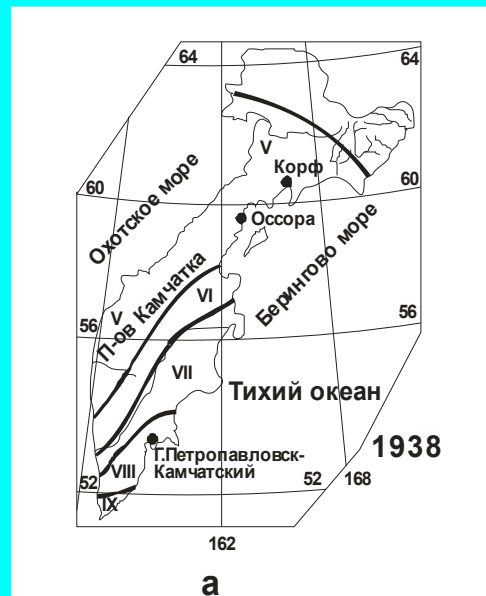 64
64
V
Корф
60
60
Охотское море
Оссора
Берингово море
П-ов Камчатка
V
VI
56
56
VII
Тихий океан
1938
Г.Петропавловск-
Камчатский
VIII
52
52
168
IX
162
а